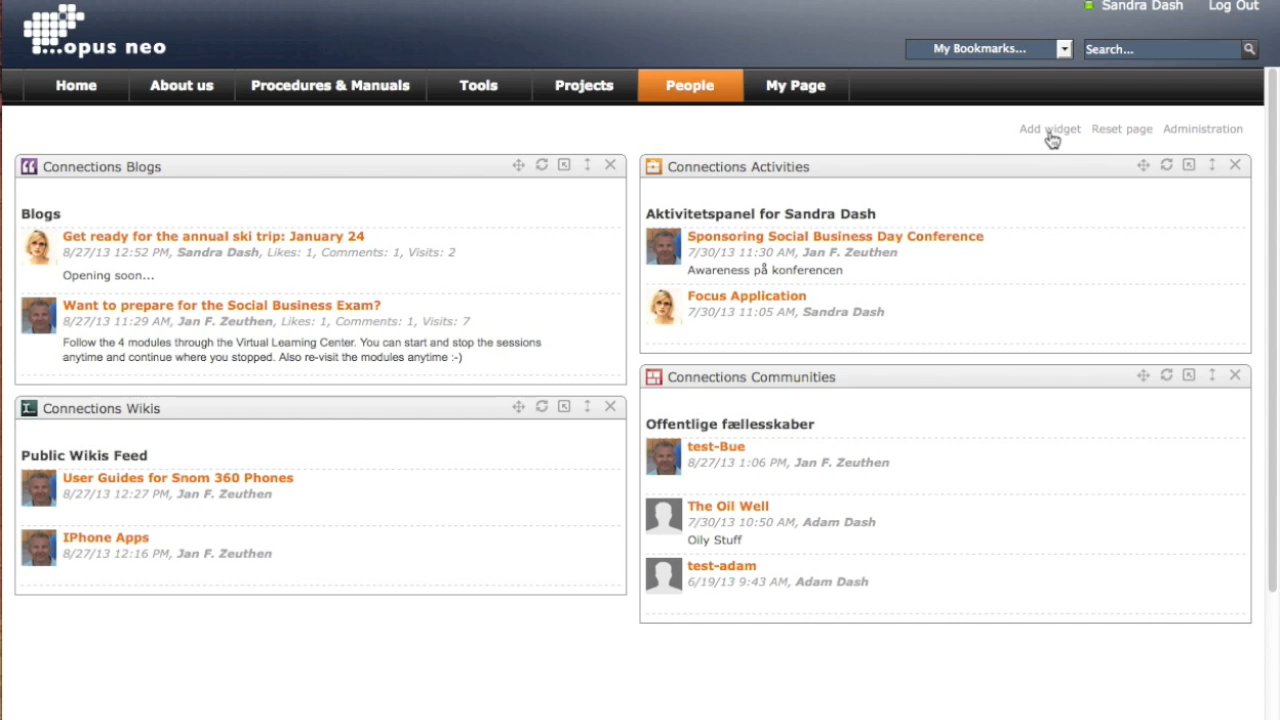 Sandra Dash Log Out
...opus neo
My Bookmarks... Search...
Home About us Procedures & Manuals Tools Projects People My Page
Add widget Reset page Administration
Connections Blogs
Blogs
Get ready for the annual ski trip: January 24
8/27/13 12:52 PM, Sandra Dash, Likes: 1, Comments: 1, Visits: 2
Opening soon...
Want to prepare for the Social Business Exam?
8/27/13 11:29 AM, Jan F. Zeuthen, Likes: 1, Comments: 1, Visits: 7
Follow the 4 modules through the Virtual Learning Center. You can start and stop the sessions
anytime and continue where you stopped. Also re-visit the modules anytime :-)
Connections Wikis
Public Wikis Feed
User Guides for Snom 360 Phones
8/27/13 12:27 PM, Jan F. Zeuthen
IPhone Apps
8/27/13 12:16 PM, Jan F. Zeuthen
Connections Activities
Aktivitetspanel for Sandra Dash
Sponsoring Social Business Day Conference
7/30/13 11:30 AM, Jan F. Zeuthen
Awareness på konferencen
Focus Application
7/30/13 11:05 AM, Sandra Dash
Connections Communities
Offentlige fællesskaber
test-Bue
8/27/13 1:06 PM, Jan F. Zeuthen
The Oil Well
7/30/13 10:50 AM, Adam Dash
Oily Stuff
test-adam
6/19/13 9:43 AM, Adam Dash